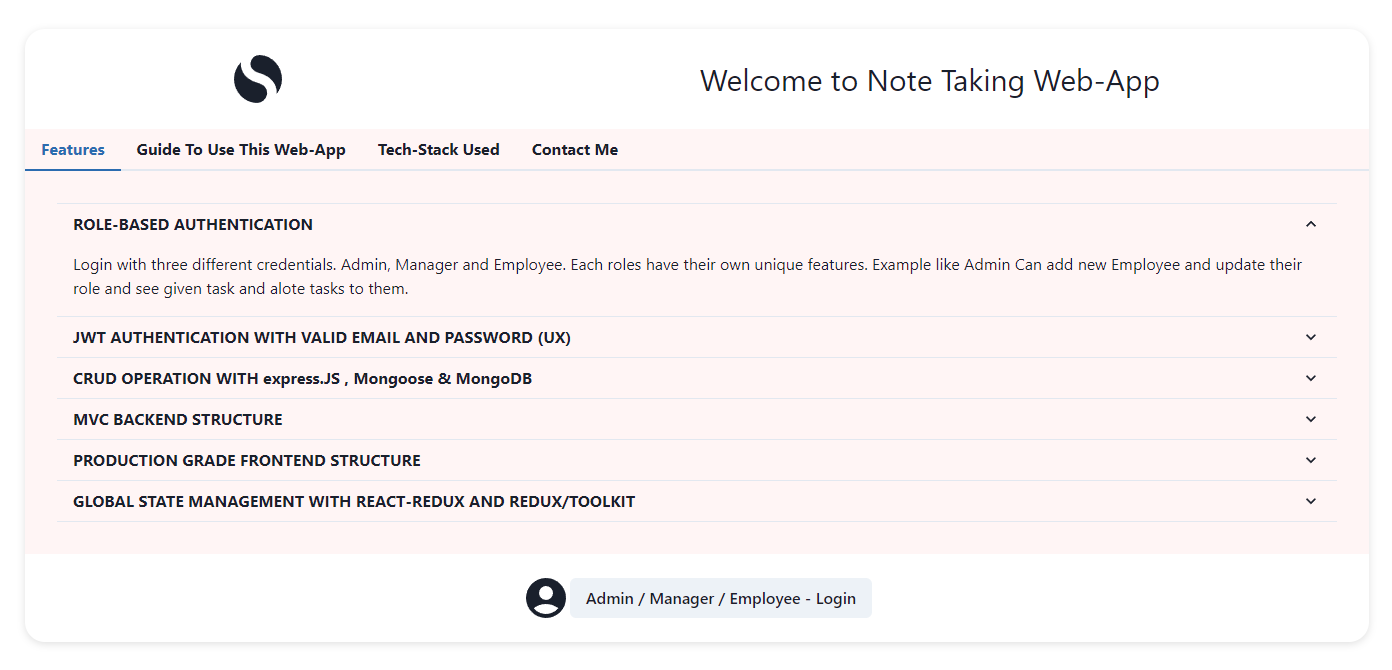 Welcome to Note Taking Web-App
Features Guide To Use This Web-App Tech-Stack Used Contact Me
ROLE-BASED AUTHENTICATION
Login with three different credentials. Admin, Manager and Employee. Each roles have their own unique features. Example like Admin Can add new Employee and update their
role and see given task and alote tasks to them.
JWT AUTHENTICATION WITH VALID EMAIL AND PASSWORD (UX)
CRUD OPERATION WITH express.JS , Mongoose & MongoDB
MVC BACKEND STRUCTURE
PRODUCTION GRADE FRONTEND STRUCTURE
GLOBAL STATE MANAGEMENT WITH REACT-REDUX AND REDUX/TOOLKIT
Admin / Manager / Employee - Login